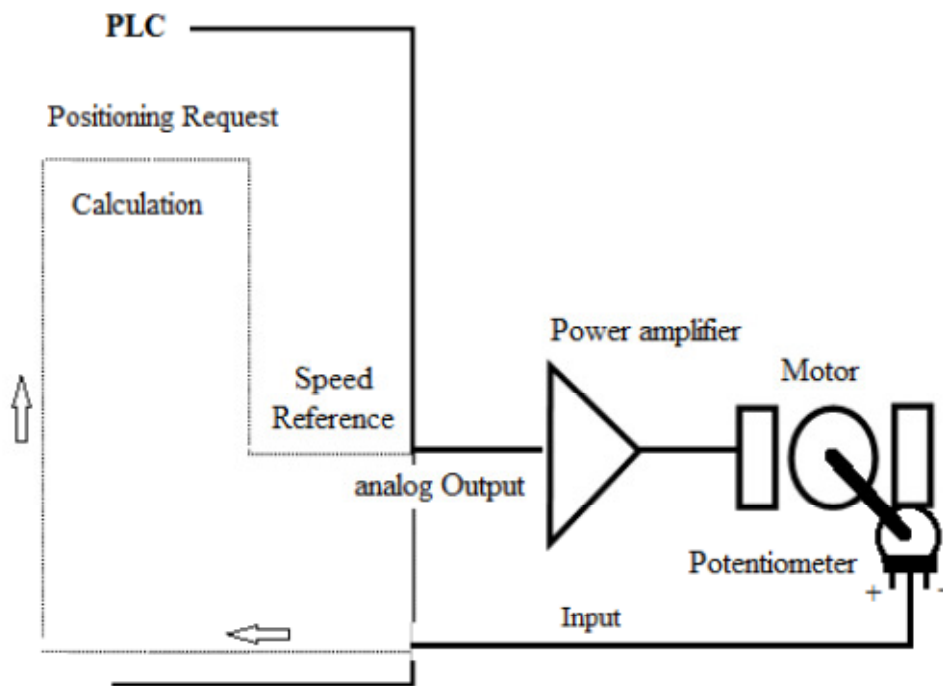 PLC
Positioning Request
Calculation
Power amplifier
Speed
Reference
Motor
analog Output
Potentiometer
+ -
Input